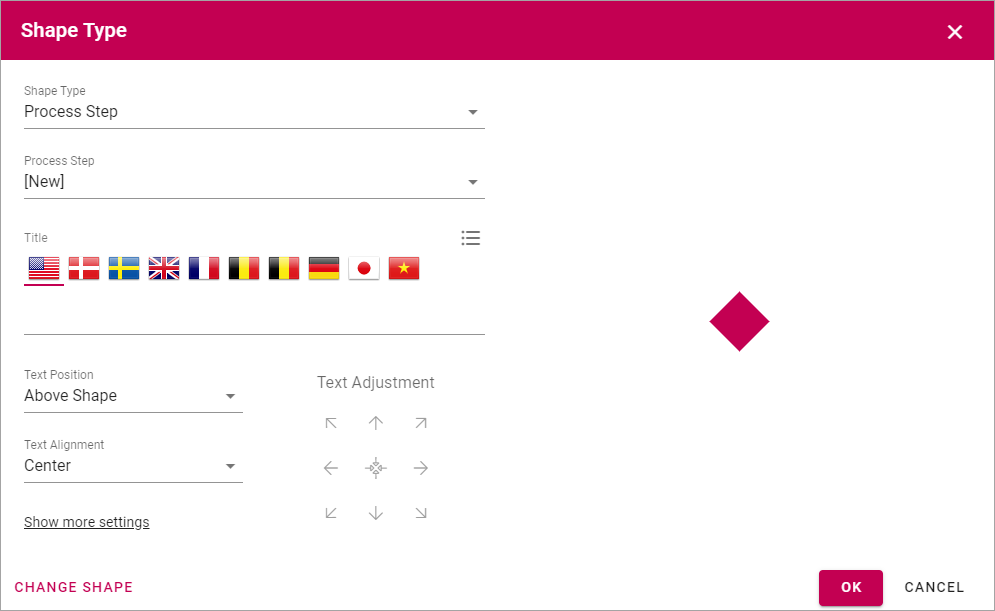 Shape Type
Shape Type
Process Step
Process Step
[New]
Title
Text Position
Above Shape
Text Adjustment
Text Alignment
Center
Show more settings
CHANGE SHAPE
OK
CANCEL